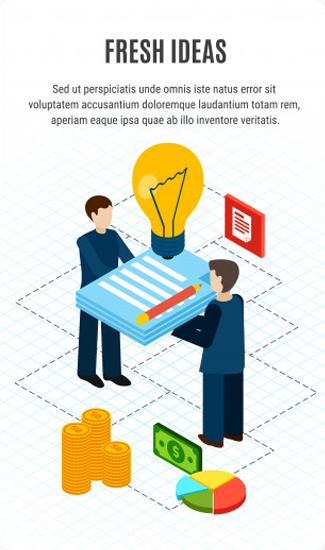 FRESH IDEAS
Sed ut perspiciatis unde omnis iste natus error sit
voluptatem accusantium doloremque laudantium totam rem,
aperiam eaque ipsa quae ab illo inventore veritatis.
$
$
$
$